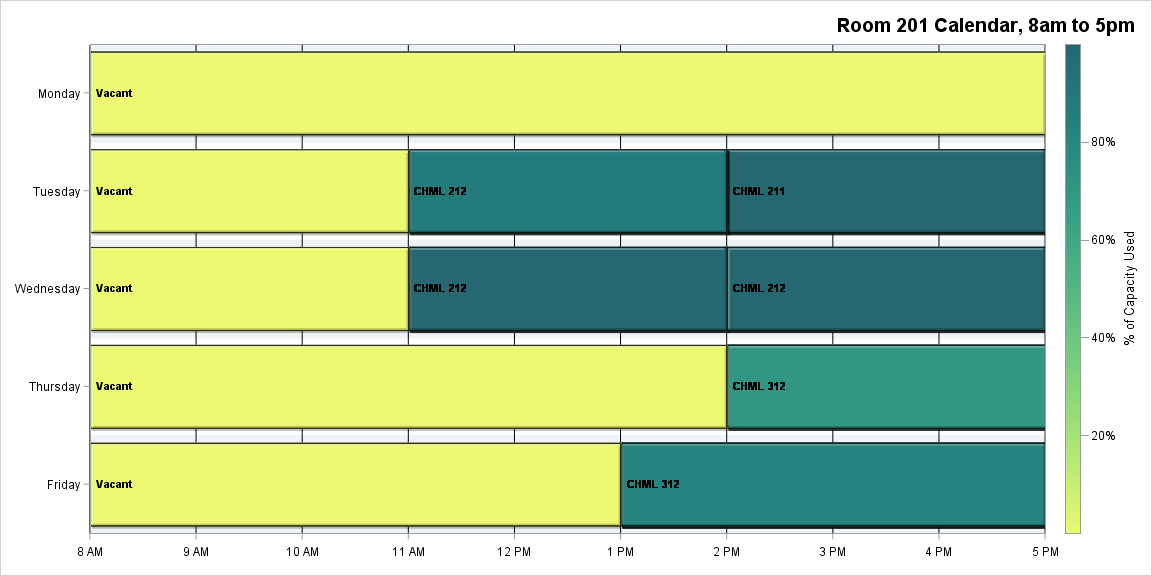 Room 201 Calendar, 8am to 5pm
Monday
Vacant
Tuesday
Vacant
CHML 212
CHML 211
Wednesday
Vacant
CHML 212
CHML 212
Thursday
Vacant
CHML 312
Friday
Vacant
CHML 312
8 AM
9 AM
10 AM
11 AM
12 PM
1 PM
2 PM
3 PM
4 PM
5 PM
80%
60%
40%
20%
% of Capacity Used